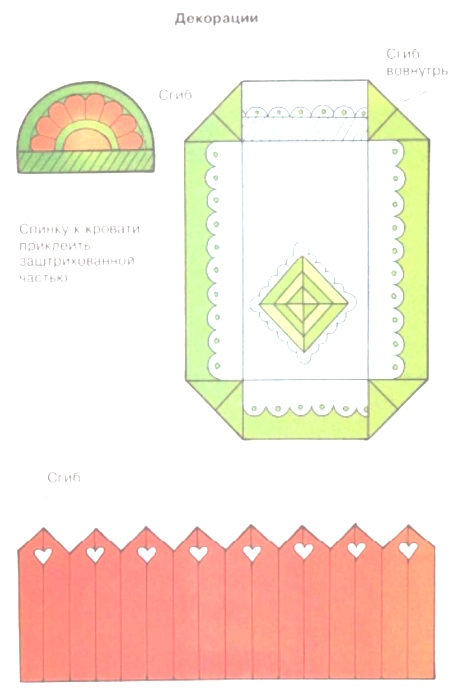 Декорации
Сгиб
вовнутрь
Сгиб
Спинку к кровати
приклеить
заштрихованной
частью
Сгиб